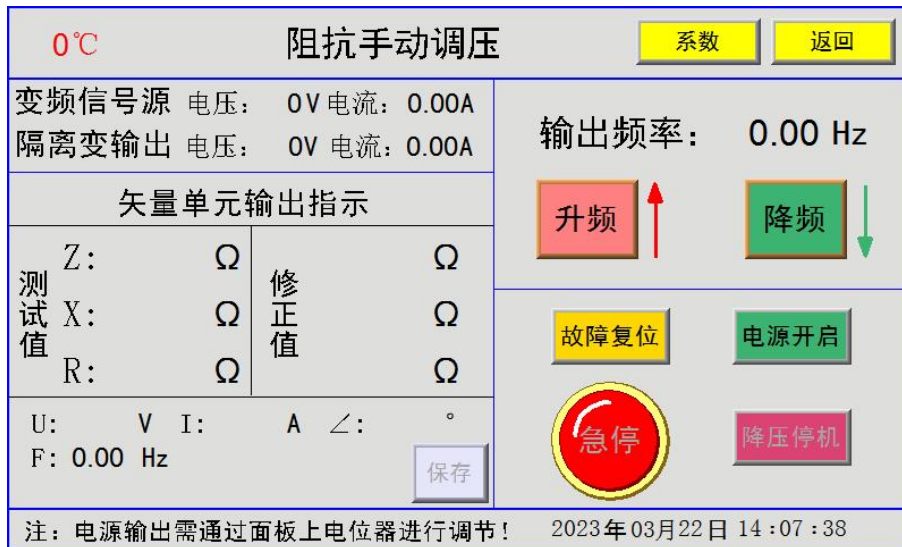 0℃ 阻抗手动调压 系数 返回
变频信号源 电压: 0V 电流: 0.00A
隔离变输出 电压: 0V 电流: 0.00A
输出频率: 0.00 Hz
升频 降频
矢量单元输出指示
测试值
Z: Ω
X: Ω
R: Ω
修正值
Ω
Ω
Ω
故障复位 电源开启
急停 降压停机
U: V I: A ∠: °
F: 0.00 Hz
保存
注: 电源输出需通过面板上电位器进行调节! 2023年03月22日 14:07:38